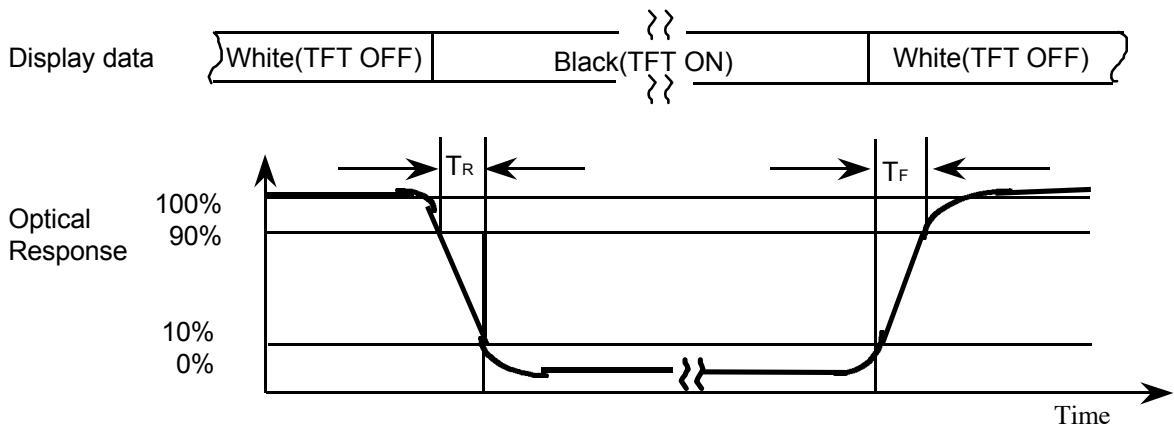 Display data
White(TFT OFF)
Black(TFT ON)
White(TFT OFF)
TR
TF
Optical
Response
100%
90%
10%
0%
Time